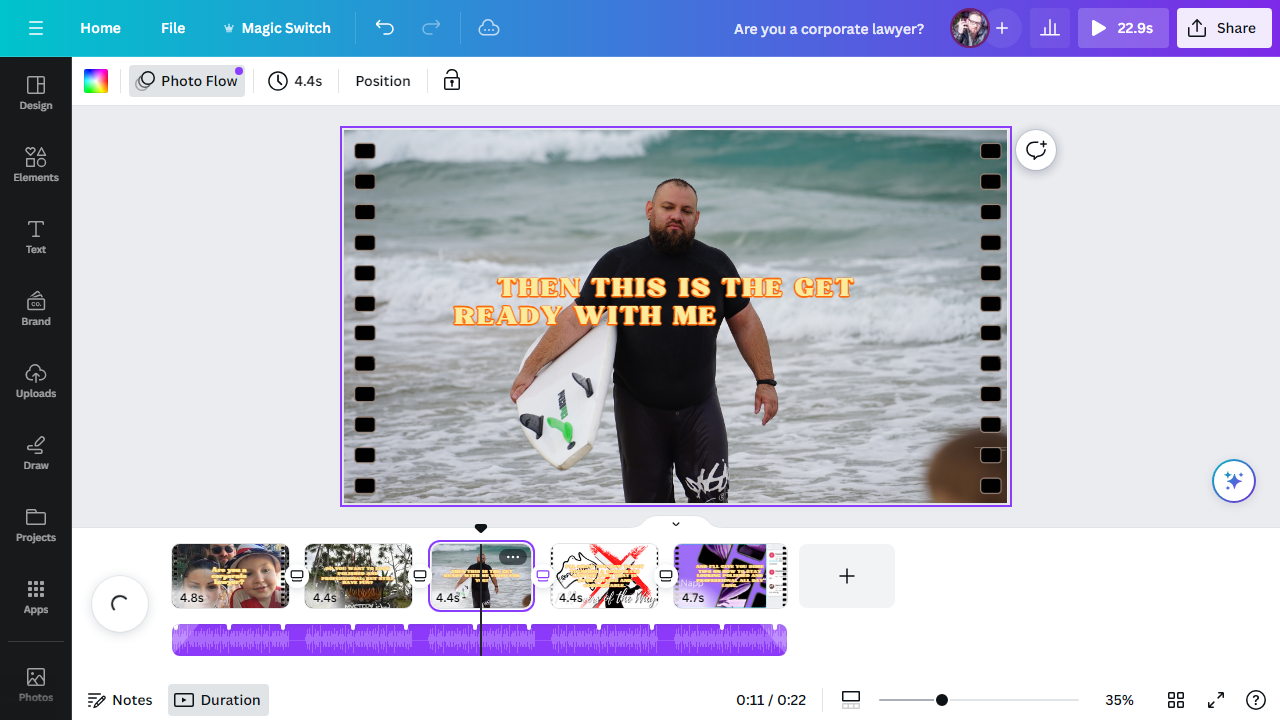 Home
File
Magic Switch
Are you a corporate lawyer?
22.9s
Share
Design
Elements
Text
Brand
CO.
Uploads
Draw
Projects
Apps
Photos
Photo Flow
4.4s
Position
THEN THIS IS THE GET
READY WITH ME
4.8s
4.4s
4.4s
4.4s
4.7s
Notes
Duration
0:11 / 0:22
35%